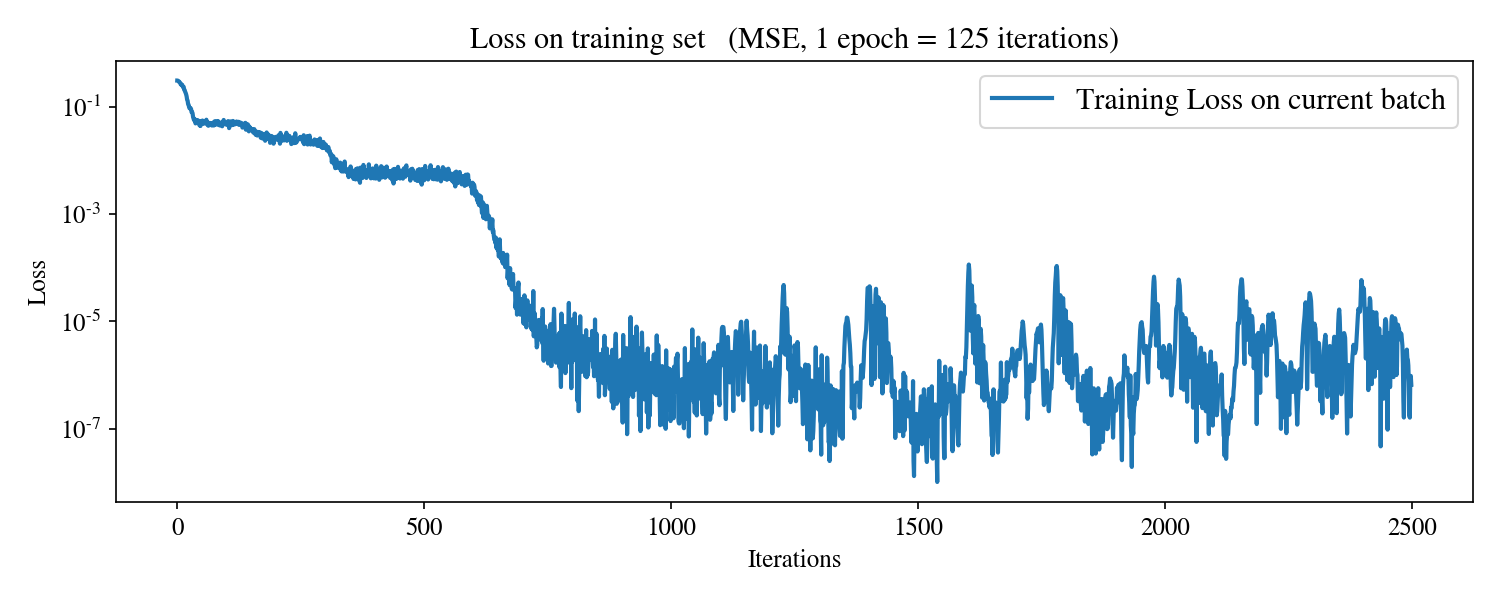 Loss on training set (MSE, 1 epoch = 125 iterations)
Training Loss on current batch
10^-1
10^-3
10^-5
10^-7
Loss
0 500 1000 1500 2000 2500
Iterations